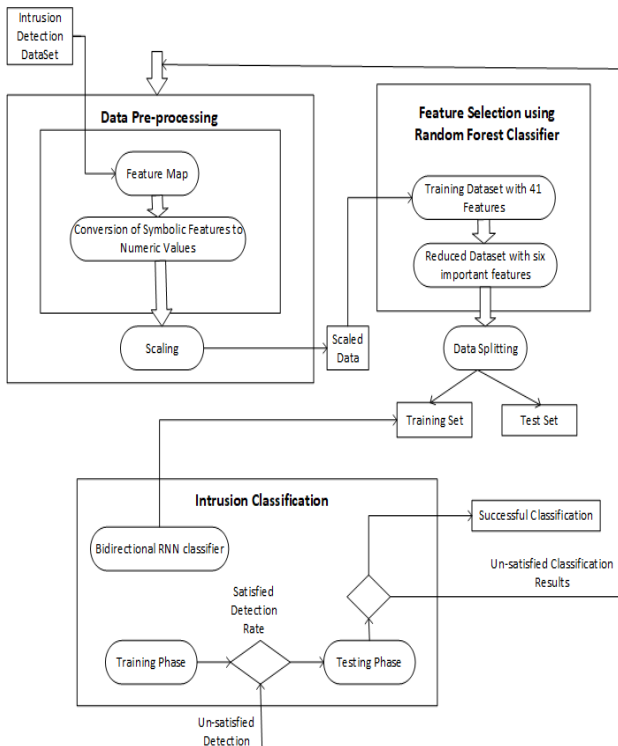 Intrusion
Detection
DataSet
Data Pre-processing
Feature Map
Conversion of Symbolic Features to
Numeric Values
Scaling
Scaled
Data
Feature Selection using
Random Forest Classifier
Training Dataset with 41
Features
Reduced Dataset with six
important features
Data Splitting
Training Set
Test Set
Intrusion Classification
Bidirectional RNN classifier
Satisfied
Detection
Rate
Training Phase
Testing Phase
Successful Classification
Un-satisfied Classification
Results
Un-satisfied
Detection